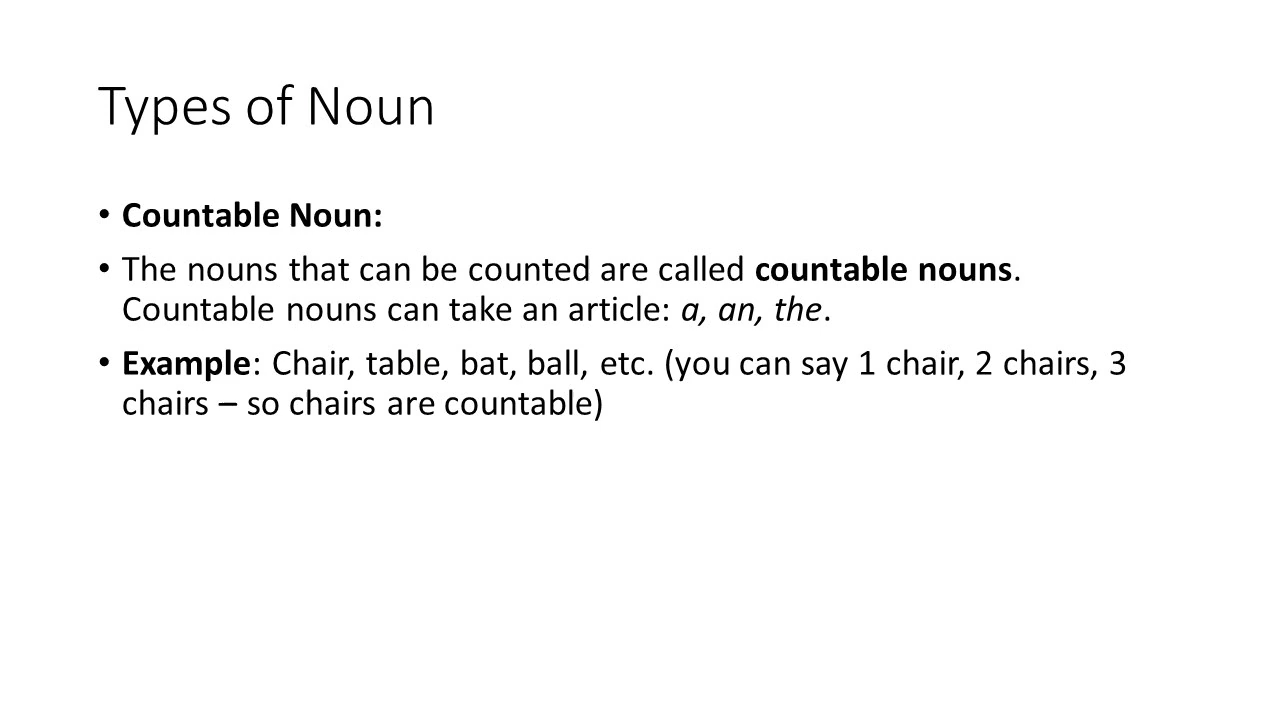 Types of Noun
• Countable Noun:
• The nouns that can be counted are called countable nouns.
Countable nouns can take an article: a, an, the.
• Example: Chair, table, bat, ball, etc. (you can say 1 chair, 2 chairs, 3
chairs – so chairs are countable)